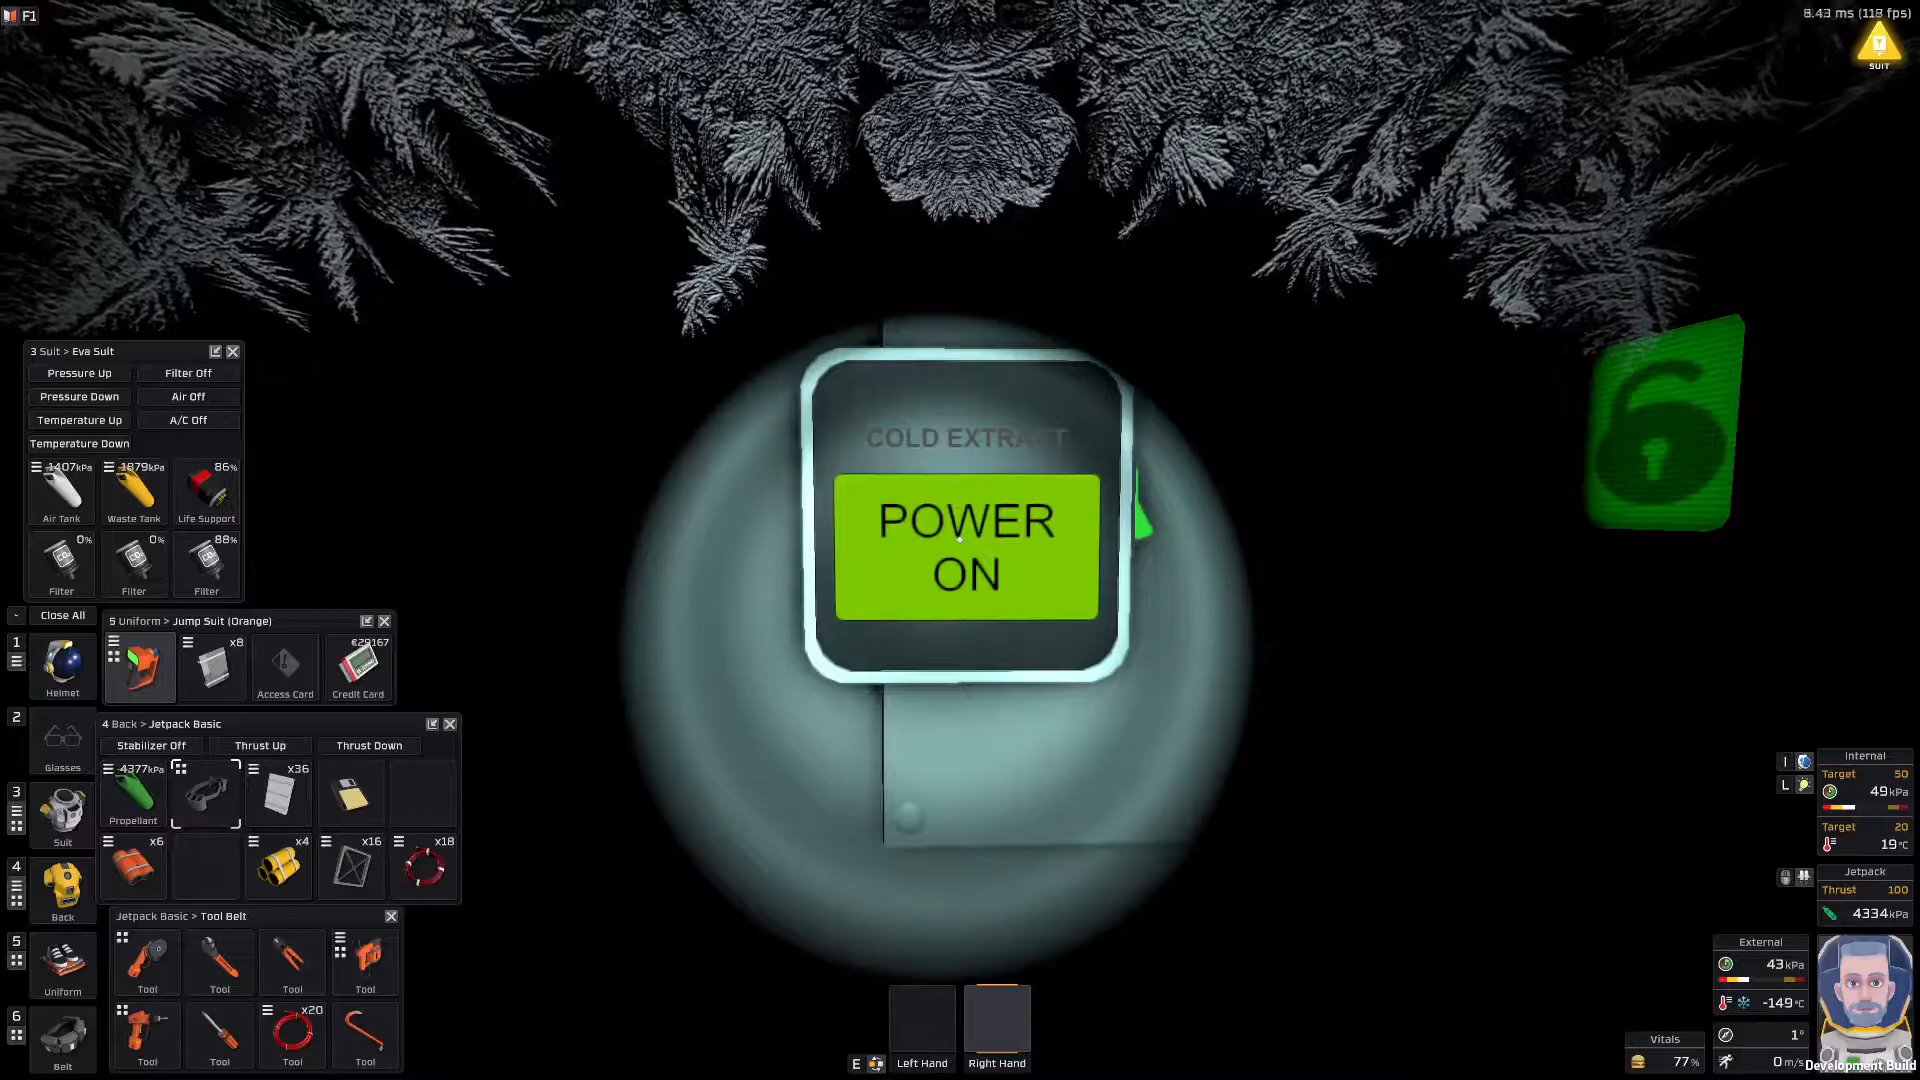 F1
8.43 ms (118 fps)
SUIT
COLD EXTRACT
POWER
ON
3 Suit > Eva Suit
Pressure Up
Filter Off
Pressure Down
Air Off
Temperature Up
A/C Off
Temperature Down
1407kPa
1879kPa
86%
Air Tank
Waste Tank
Life Support
0%
0%
88%
Filter
Filter
Filter
~
Close All
5 Uniform > Jump Suit (Orange)
1
x8
€29167
Helmet
Access Card
Credit Card
2
4 Back > Jetpack Basic
Stabilizer Off
Thrust Up
Thrust Down
Glasses
4377kPa
x36
Propellant
3
x6
x4
x16
x18
Suit
4
Back
Jetpack Basic > Tool Belt
5
Tool
Tool
Tool
Tool
Uniform
6
x20
Tool
Tool
Tool
Tool
Belt
E
Left Hand
Right Hand
I
L
Internal
Target 50
49kPa
Target 20
19°C
Jetpack
Thrust 100
4334kPa
External
43kPa
-149°C
1°
0m/s
Vitals
77%
Development Build